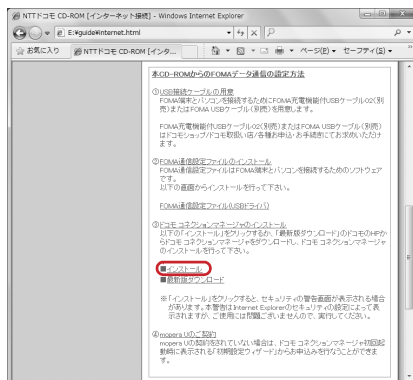 NTTドコモ CD-ROM [インターネット接続] - Windows Internet Explorer
E:¥guide¥internet.html
お気に入り
NTTドコモ CD-ROM [インタ...
ページ(P)
セーフティ(S)
本CD-ROMからのFOMAデータ通信の設定方法
①USB接続ケーブルの用意
FOMA端末とパソコンを接続するためにFOMA充電機能付USBケーブル02(別
売)またはFOMA USBケーブル(別売)を用意します。
FOMA充電機能付USBケーブル02(別売)またはFOMA USBケーブル(別売)
はドコモショップ/ドコモ取扱い店/各種お申込・お手続きにてお求めいただけ
ます。
②FOMA通信設定ファイルのインストール
FOMA通信設定ファイルはFOMA端末とパソコンを接続するためのソフトウェア
です。
以下の画面からインストールを行って下さい。
FOMA通信設定ファイル(USBドライバ)
③ドコモ コネクションマネージャのインストール
以下の「インストール」をクリックするか、「最新版ダウンロード」のドコモのHPか
らドコモ コネクションマネージャをダウンロードし、ドコモ コネクションマネージャ
のインストールを行って下さい。
■インストール
■最新版ダウンロード
※「インストール」をクリックすると、セキュリティの警告画面が表示される場合
があります。本警告はInternet Explorerのセキュリティの設定によって表
示されますが、ご使用には問題ございませんので、実行してください。
④mopera Uのご契約
mopera Uの契約をされていない場合は、ドコモ コネクションマネージャ初回起
動時に表示される「初期設定ウィザード」からお申込みを行なうことができま
す。